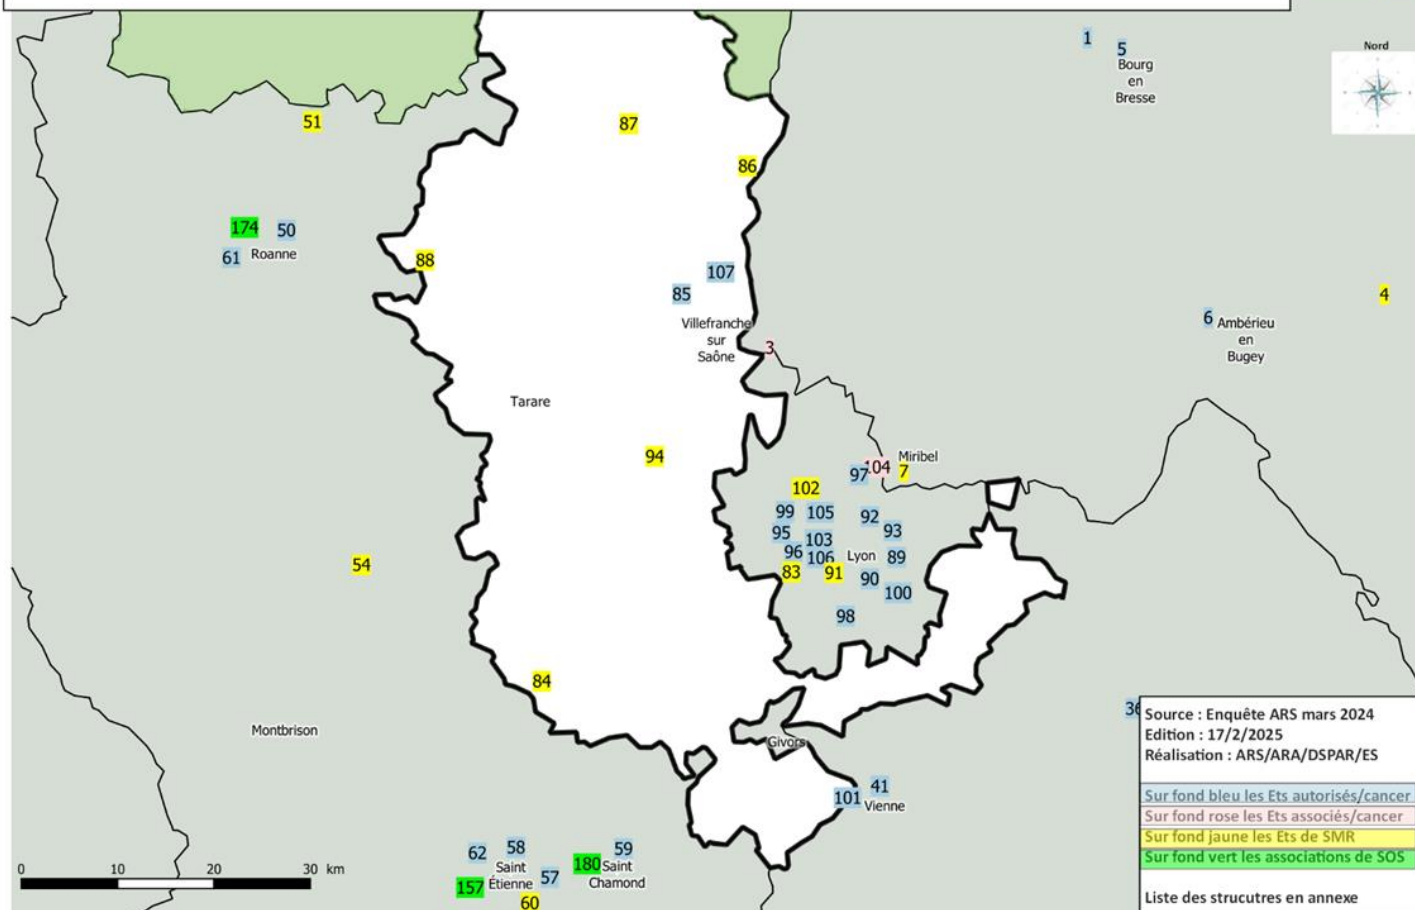 1
5
Bourg
en
Bresse
Nord
51
87
86
174
50
61
Roanne
88
107
85
Villefranche
sur
Saône
3
6
Ambérieu
en
Bugey
4
Tarare
94
97
104
Miribel
7
102
99
105
92
95
103
93
96
106
Lyon
89
83
91
90
100
98
54
84
Montbrison
Givors
36
41
101
Vienne
62
58
59
Saint
Étienne
57
180
Saint
Chamond
157
60
0 10 20 30 km
Source : Enquête ARS mars 2024
Edition : 17/2/2025
Réalisation : ARS/ARA/DSPAR/ES
Sur fond bleu les Ets autorisés/cancer
Sur fond rose les Ets associés/cancer
Sur fond jaune les Ets de SMR
Sur fond vert les associations de SOS
Liste des strucutres en annexe